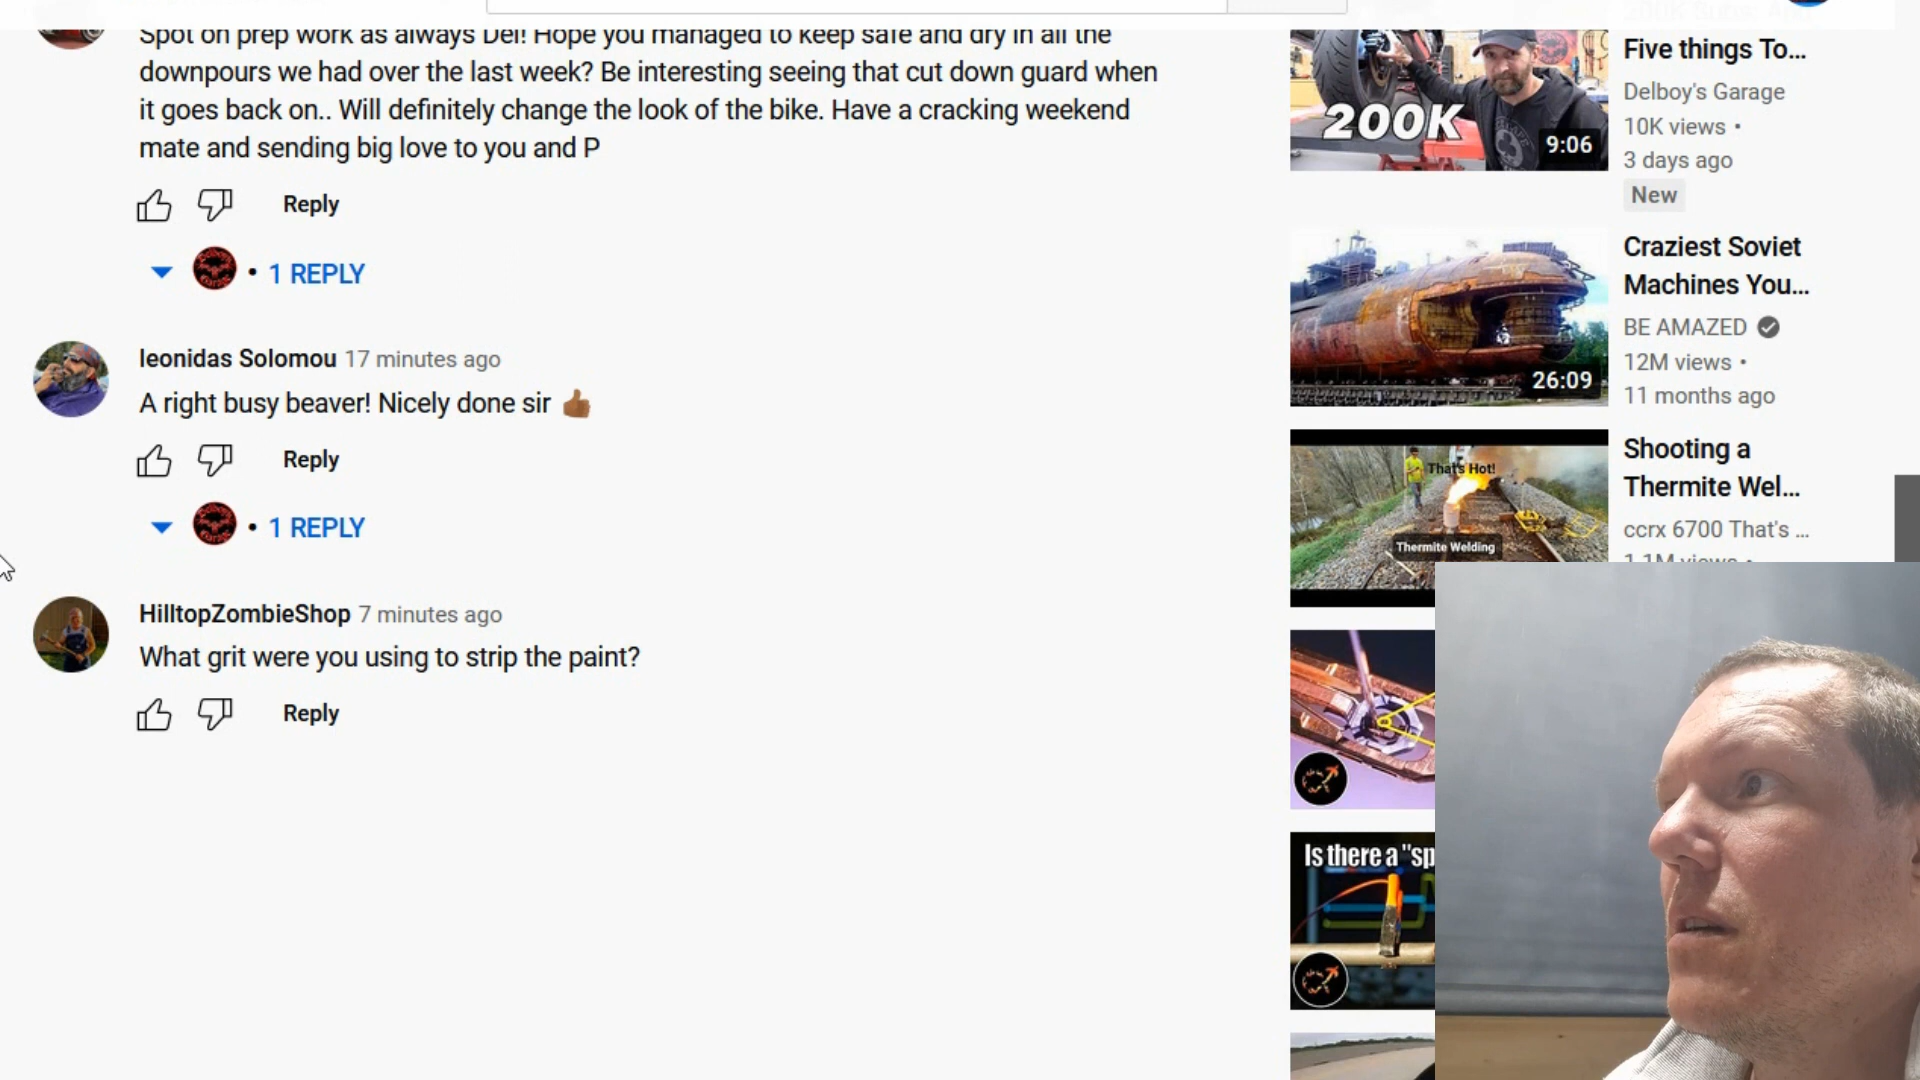 Spot on prep work as always Del! Hope you managed to keep safe and dry in all the
downpours we had over the last week? Be interesting seeing that cut down guard when
it goes back on.. Will definitely change the look of the bike. Have a cracking weekend
mate and sending big love to you and P
Reply
• 1 REPLY
leonidas Solomou 17 minutes ago
A right busy beaver! Nicely done sir 👍🏾
Reply
• 1 REPLY
HilltopZombieShop 7 minutes ago
What grit were you using to strip the paint?
Reply
200K
9:06
Five things To...
Delboy's Garage
10K views •
3 days ago
New
26:09
Craziest Soviet
Machines You...
BE AMAZED
12M views •
11 months ago
That's Hot!
Thermite Welding
Shooting a
Thermite Wel...
ccrx 6700 That's ...
1.1M views •
Is there a "sp